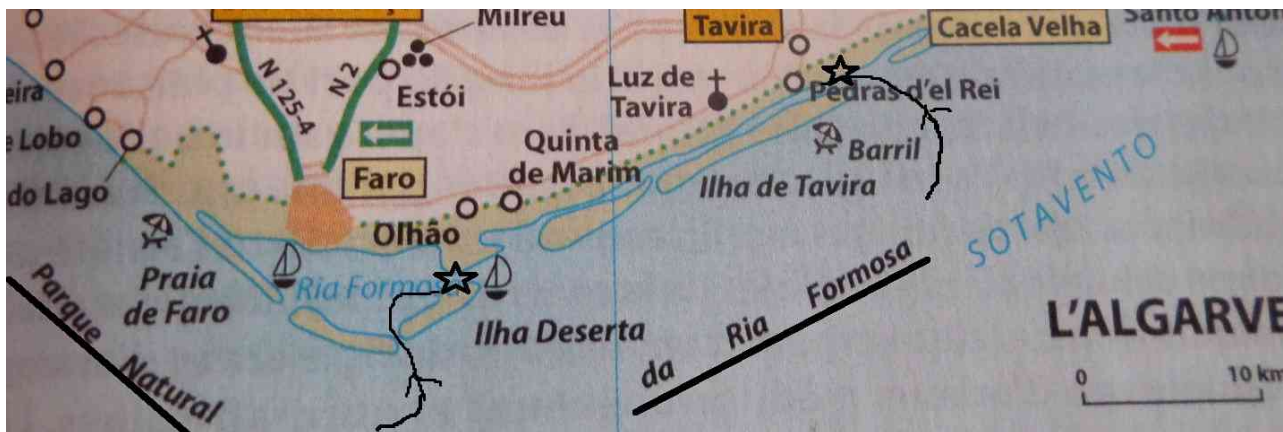 Milreu
Tavira
Cacela Velha
N 125-4
N 2
Estói
Luz de
Tavira
Pedras d'el Rei
Lobo
Faro
Quinta
de Marim
Barril
Ilha de Tavira
do Lago
Olhão
SOTAVENTO
Praia
de Faro
Ria Formosa
Ilha Deserta
Parque
Natural
da Ria Formosa
L'ALGARVE
0 10 km